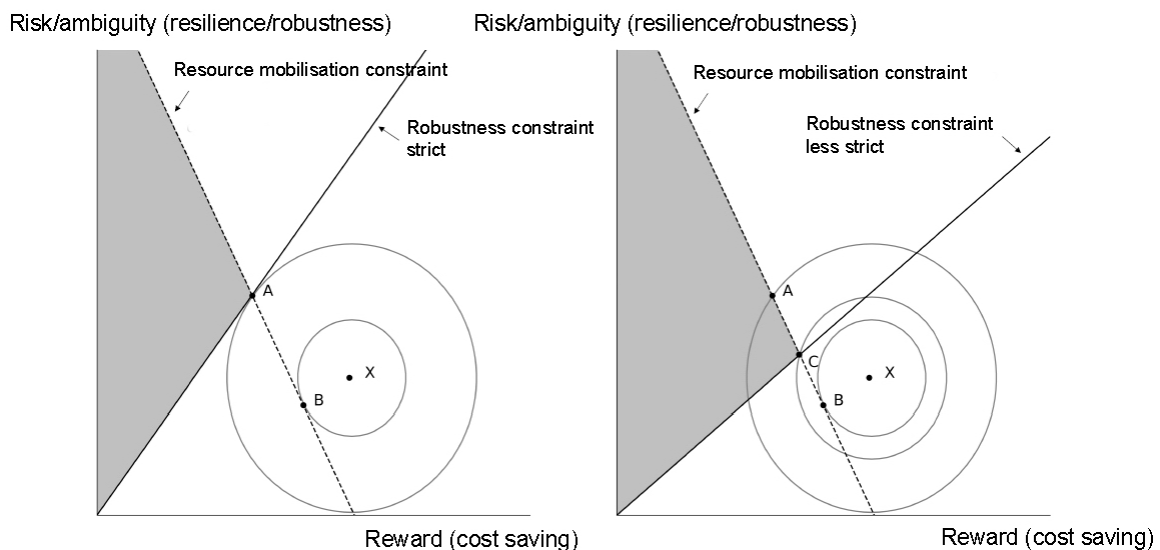 Risk/ambiguity (resilience/robustness)
Resource mobilisation constraint
Robustness constraint
strict
A
X
B
Reward (cost saving)
Risk/ambiguity (resilience/robustness)
Resource mobilisation constraint
Robustness constraint
less strict
A
C
X
B
Reward (cost saving)